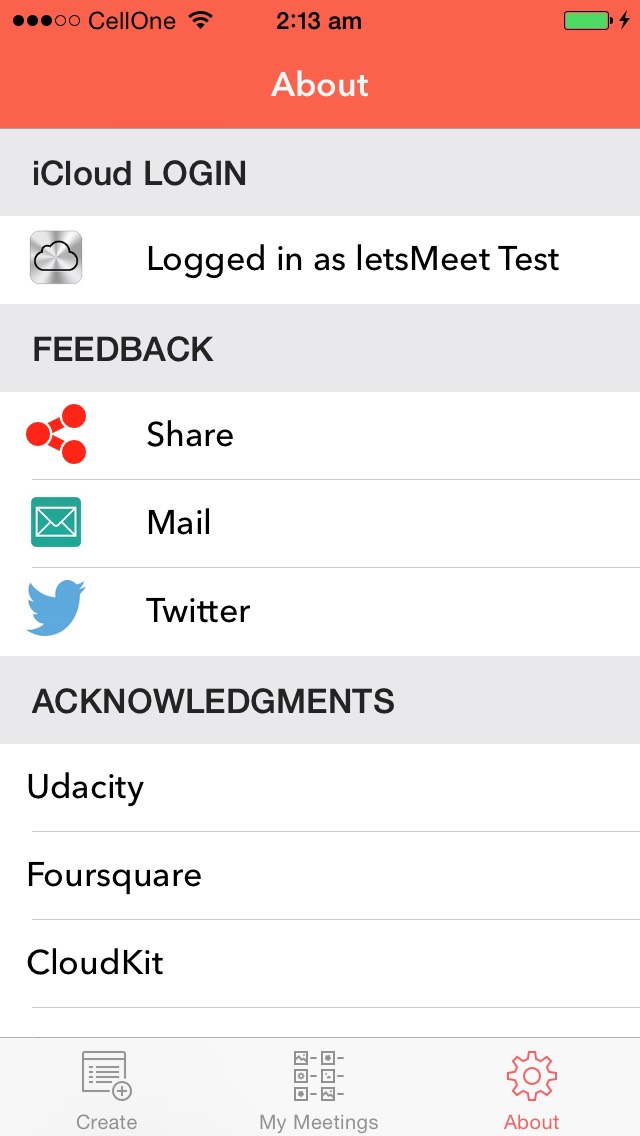 CellOne 2:13 am
About
iCloud LOGIN
Logged in as letsMeet Test
FEEDBACK
Share
Mail
Twitter
ACKNOWLEDGMENTS
Udacity
Foursquare
CloudKit
Create My Meetings About